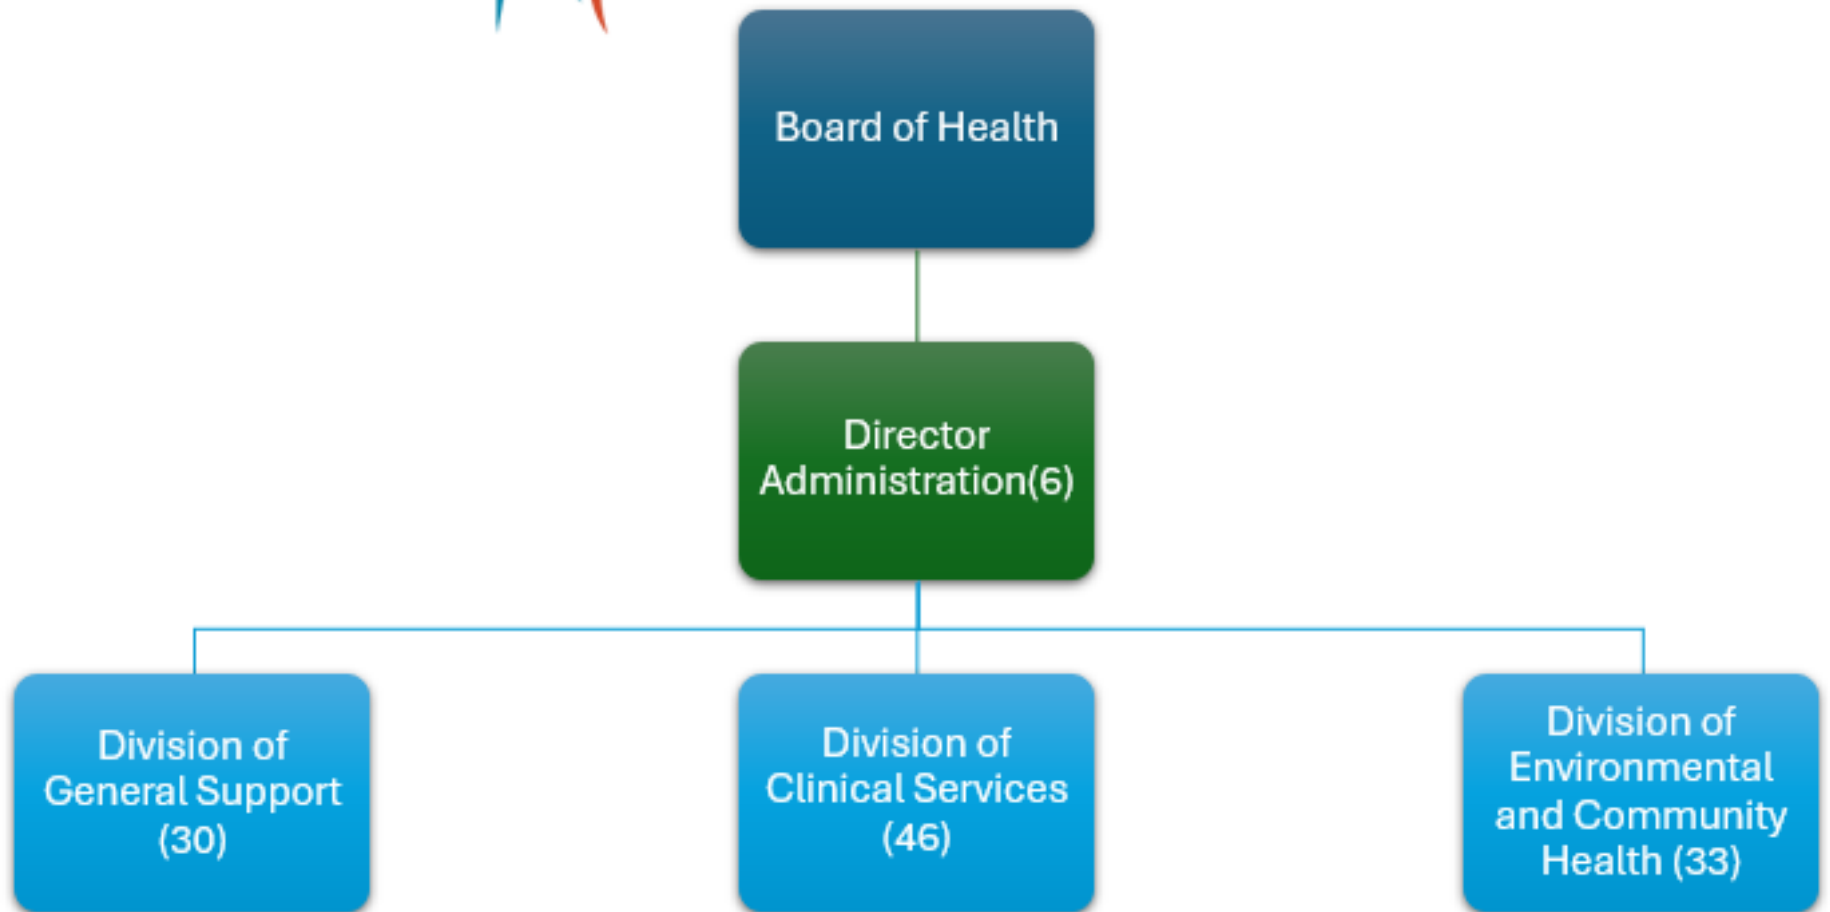 Board of Health
Director
Administration(6)
Division of
General Support
(30)
Division of
Clinical Services
(46)
Division of
Environmental
and Community
Health (33)